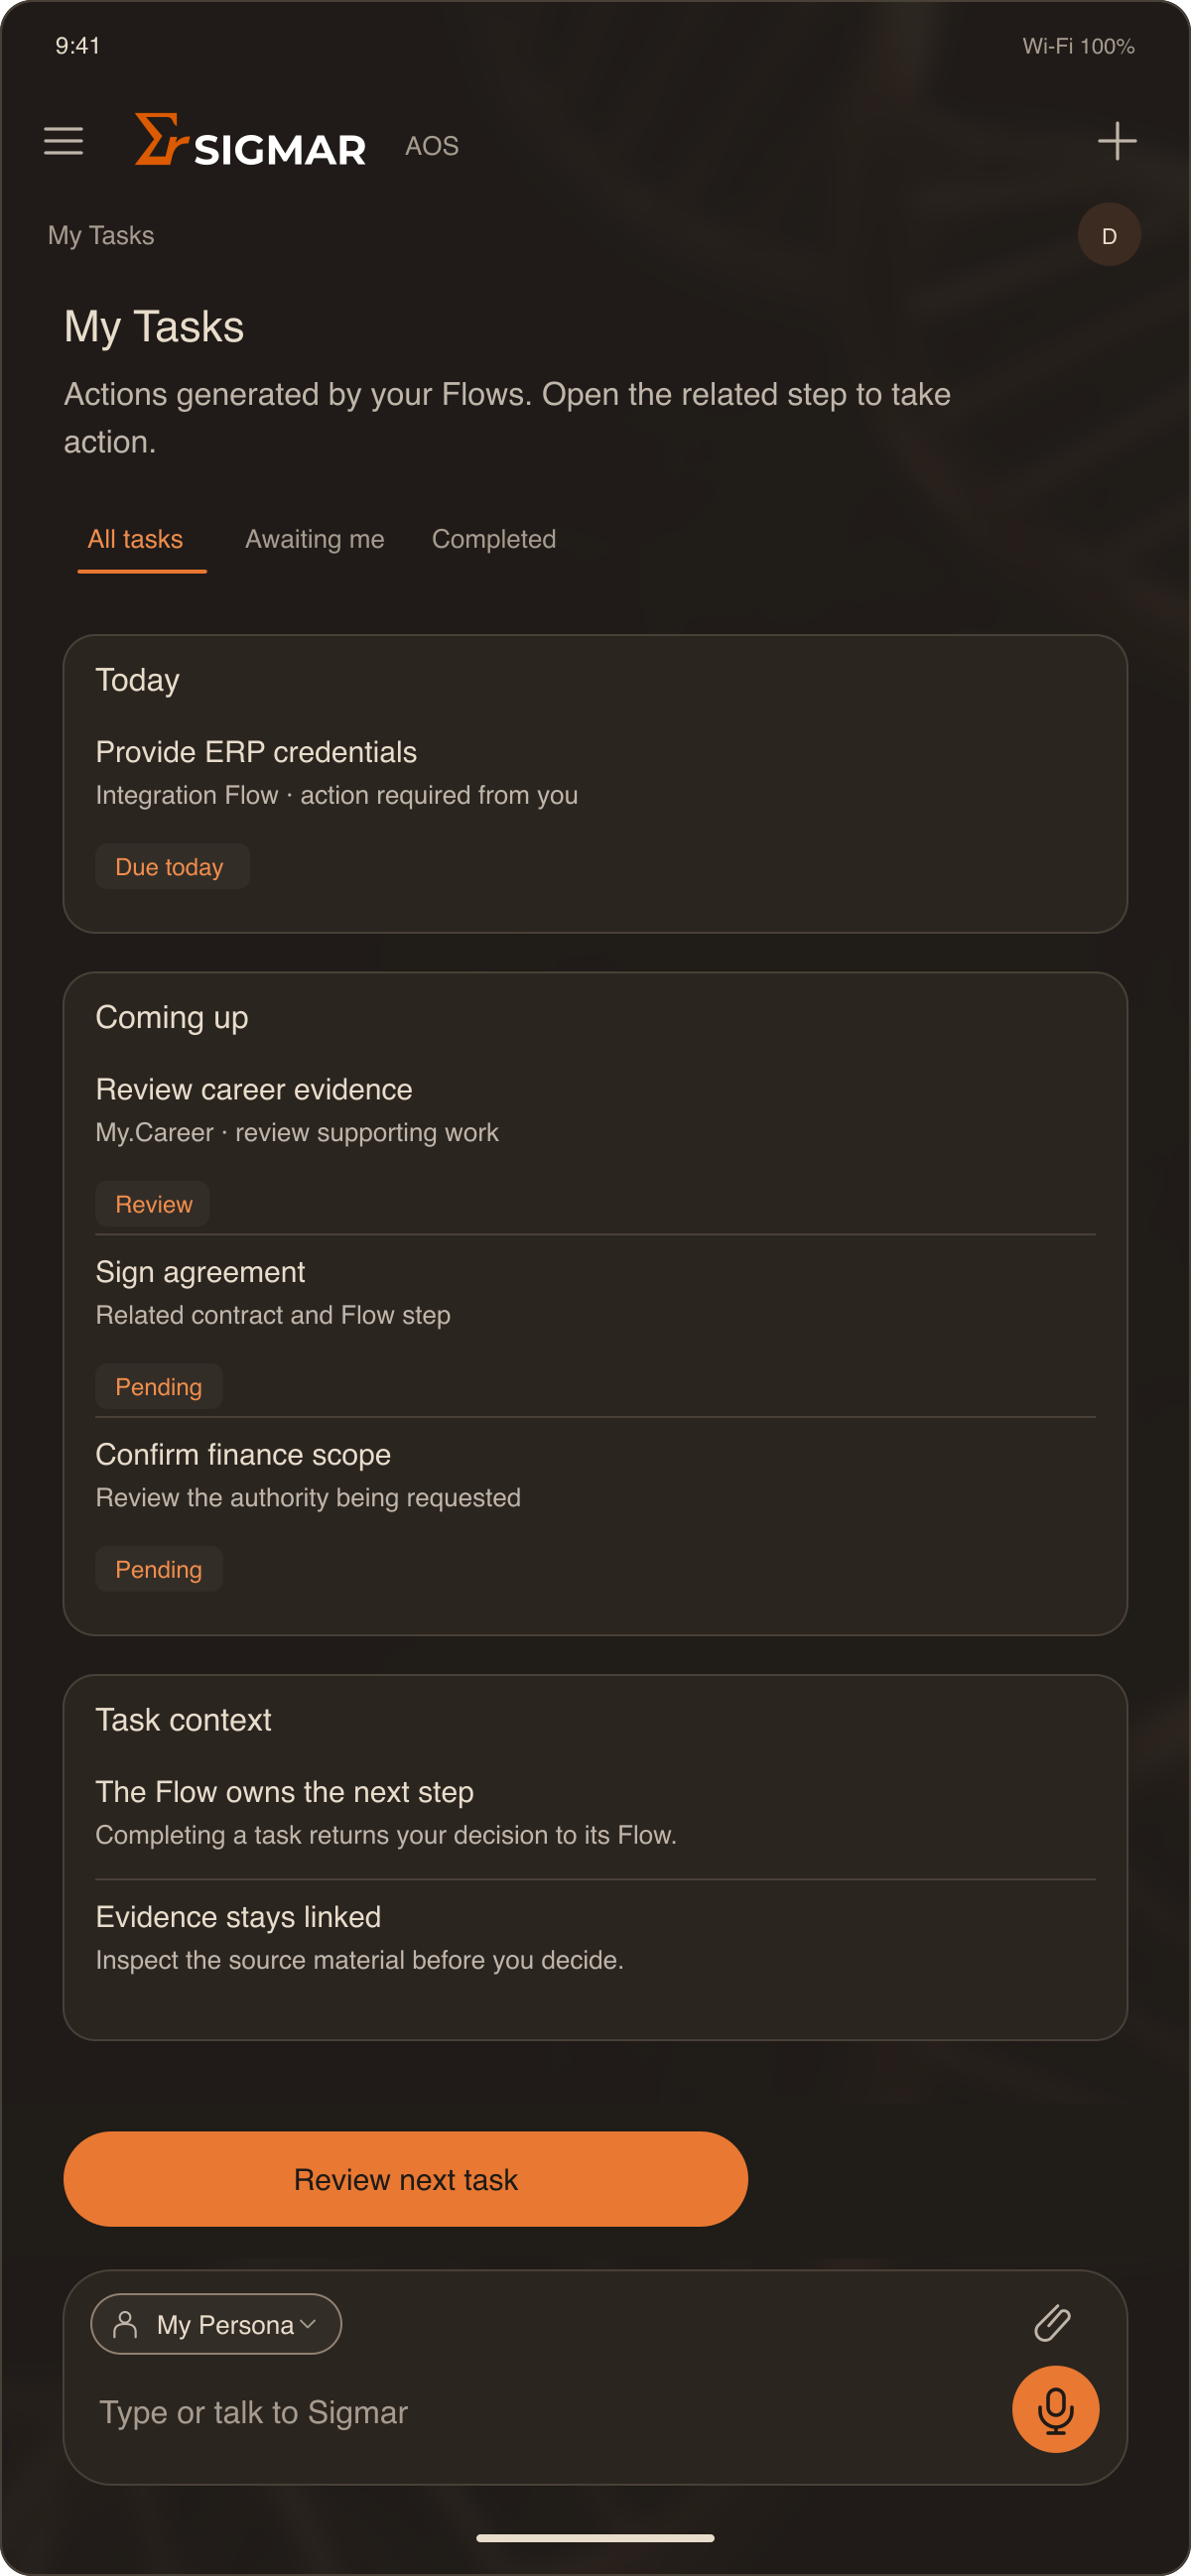 9:41
Wi-Fi 100%
Σr SIGMAR AOS
My Tasks
D
My Tasks
Actions generated by your Flows. Open the related step to take
action.
All tasks
Awaiting me
Completed
Today
Provide ERP credentials
Integration Flow · action required from you
Due today
Coming up
Review career evidence
My.Career · review supporting work
Review
Sign agreement
Related contract and Flow step
Pending
Confirm finance scope
Review the authority being requested
Pending
Task context
The Flow owns the next step
Completing a task returns your decision to its Flow.
Evidence stays linked
Inspect the source material before you decide.
Review next task
My Persona
Type or talk to Sigmar